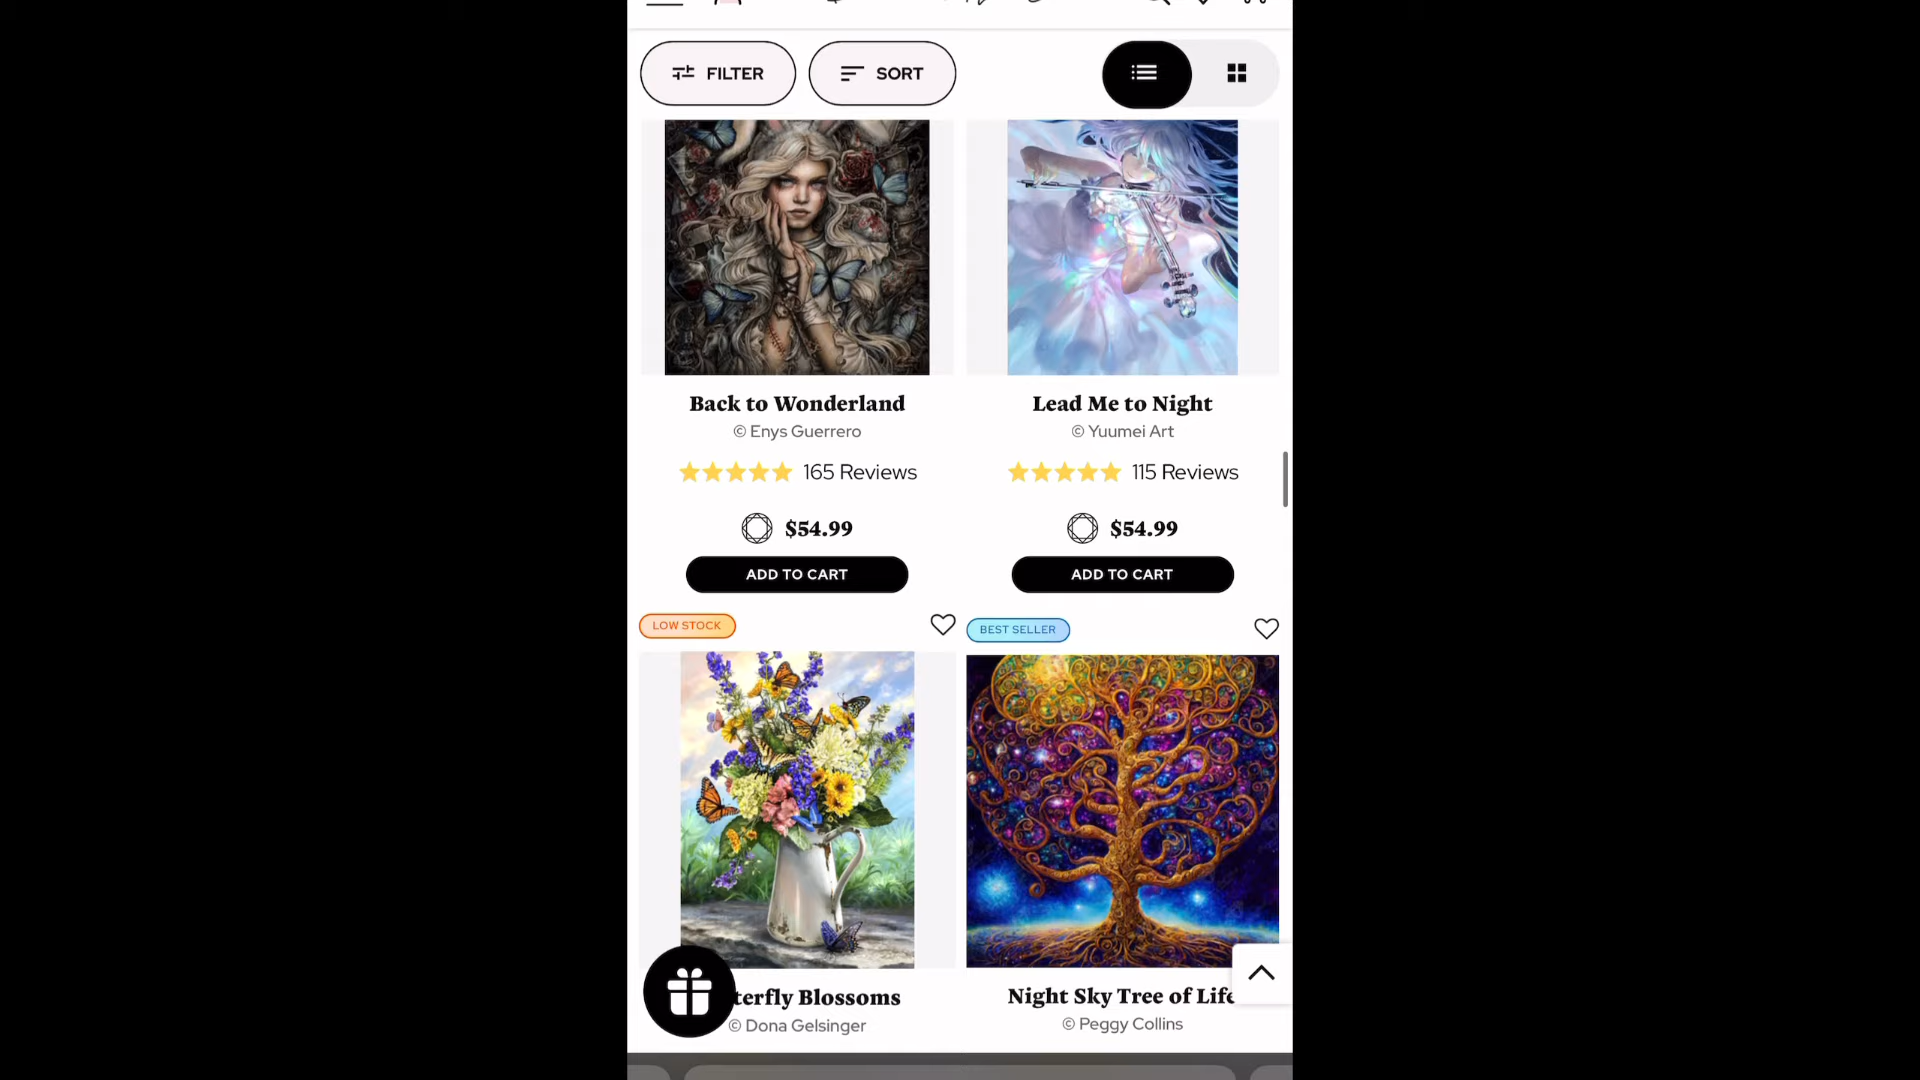 FILTER
SORT
Back to Wonderland
Lead Me to Night
© Enys Guerrero
© Yuumei Art
165 Reviews
115 Reviews
$54.99
$54.99
ADD TO CART
ADD TO CART
LOW STOCK
BEST SELLER
terfly Blossoms
Night Sky Tree of Life
© Dona Gelsinger
© Peggy Collins